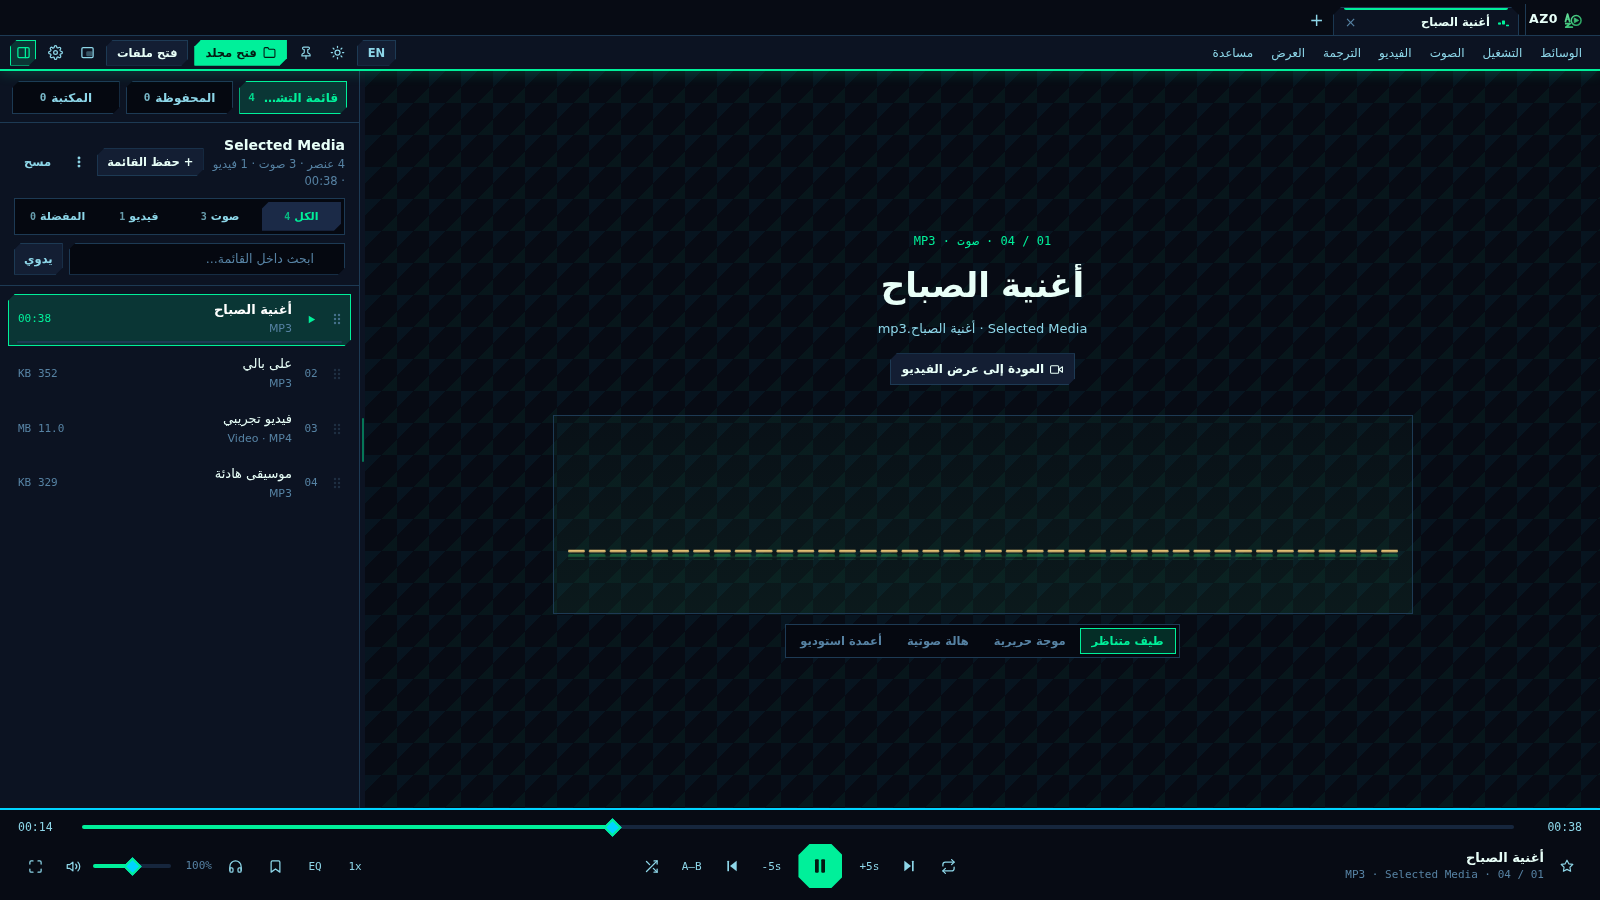 AZ0
أغنية الصباح
الوسائط
التشغيل
الصوت
الفيديو
الترجمة
العرض
مساعدة
EN
فتح مجلد
فتح ملفات
قائمة التش... 4
المحفوظة 0
المكتبة 0
Selected Media
4 عنصر · 3 صوت · 1 فيديو
· 00:38
+ حفظ القائمة
مسح
الكل 4
صوت 3
فيديو 1
المفضلة 0
ابحث داخل القائمة...
يدوي
أغنية الصباح
MP3
00:38
02
على بالي
MP3
352 KB
03
فيديو تجريبي
Video · MP4
11.0 MB
04
موسيقى هادئة
MP3
329 KB
MP3 · صوت · 04 / 01
أغنية الصباح
Selected Media · أغنية الصباح.mp3
العودة إلى عرض الفيديو
طيف متناظر
موجة حريرية
هالة صوتية
أعمدة استوديو
00:14
00:38
100%
EQ
1x
A–B
-5s
+5s
أغنية الصباح
MP3 · Selected Media · 04 / 01